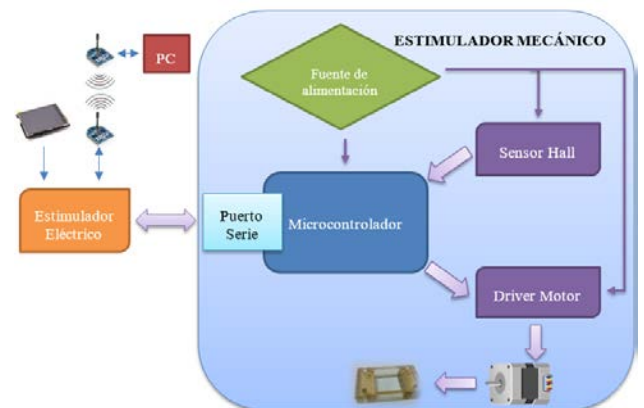 ESTIMULADOR MECÁNICO
PC
Fuente de
alimentación
Sensor Hall
Estimulador
Eléctrico
Puerto
Serie
Microcontrolador
Driver Motor